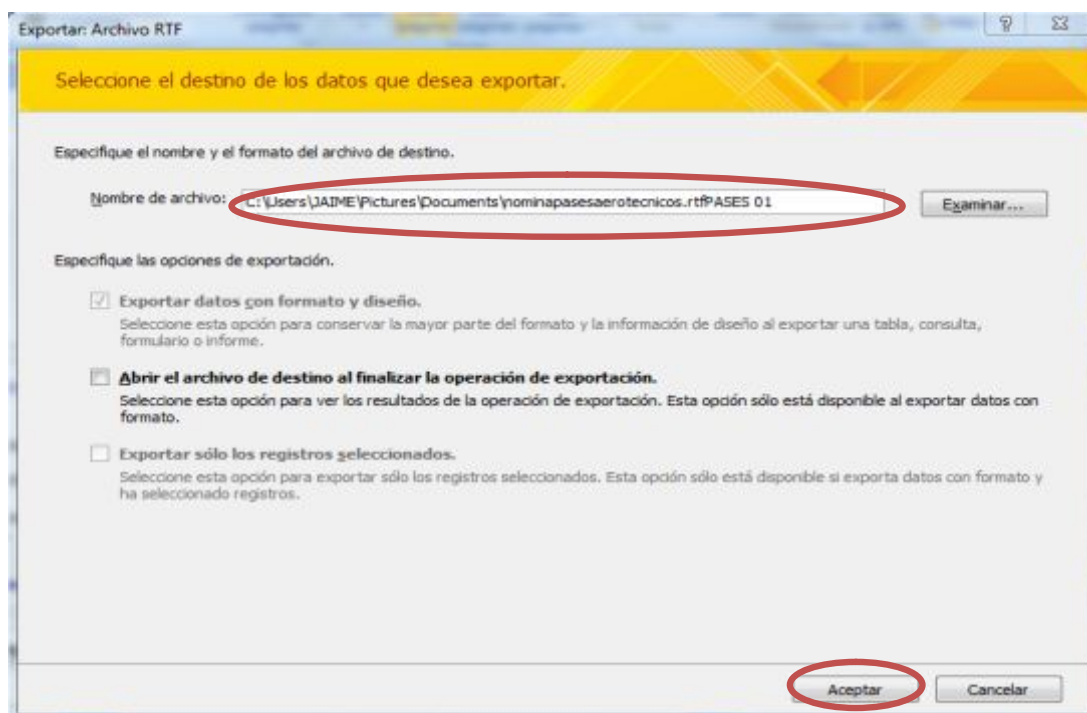 Exportar: Archivo RTF
Seleccione el destino de los datos que desea exportar.
Especifique el nombre y el formato del archivo de destino.
Nombre de archivo: C:\Users\JAIME\Pictures\Documents\nominapasesaerotecnicos.rtfPASES 01 Examinar...
Especifique las opciones de exportación.
Exportar datos con formato y diseño.
Seleccione esta opción para conservar la mayor parte del formato y la información de diseño al exportar una tabla, consulta,
formulario o informe.
Abrir el archivo de destino al finalizar la operación de exportación.
Seleccione esta opción para ver los resultados de la operación de exportación. Esta opción sólo está disponible al exportar datos con
formato.
Exportar sólo los registros seleccionados.
Seleccione esta opción para exportar sólo los registros seleccionados. Esta opción sólo está disponible si exporta datos con formato y
ha seleccionado registros.
Aceptar Cancelar